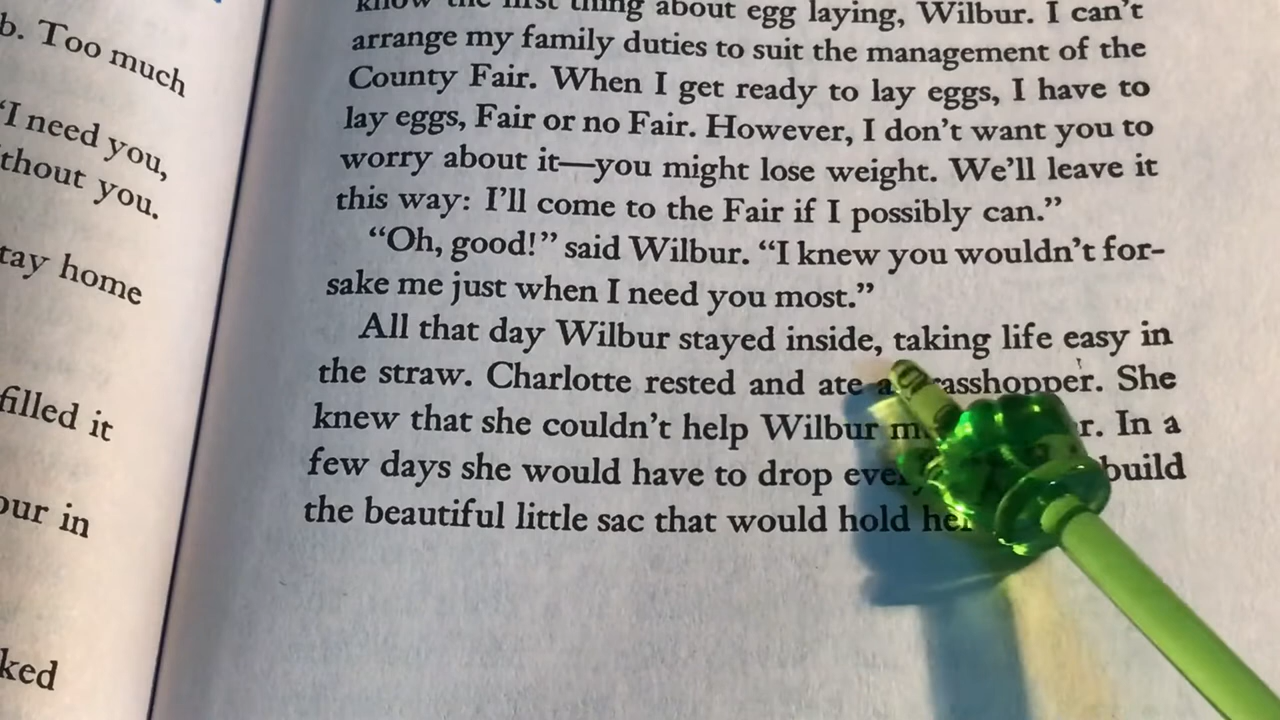 b. Too much
"I need you,
thout you.
tay home
filled it
our in
ked
know the first thing about egg laying, Wilbur. I can't
arrange my family duties to suit the management of the
County Fair. When I get ready to lay eggs, I have to
lay eggs, Fair or no Fair. However, I don't want you to
worry about it—you might lose weight. We'll leave it
this way: I'll come to the Fair if I possibly can."
"Oh, good!" said Wilbur. "I knew you wouldn't for-
sake me just when I need you most."
All that day Wilbur stayed inside, taking life easy in
the straw. Charlotte rested and ate a grasshopper. She
knew that she couldn't help Wilbur r. In a
few days she would have to drop build
the beautiful little sac that would hold her